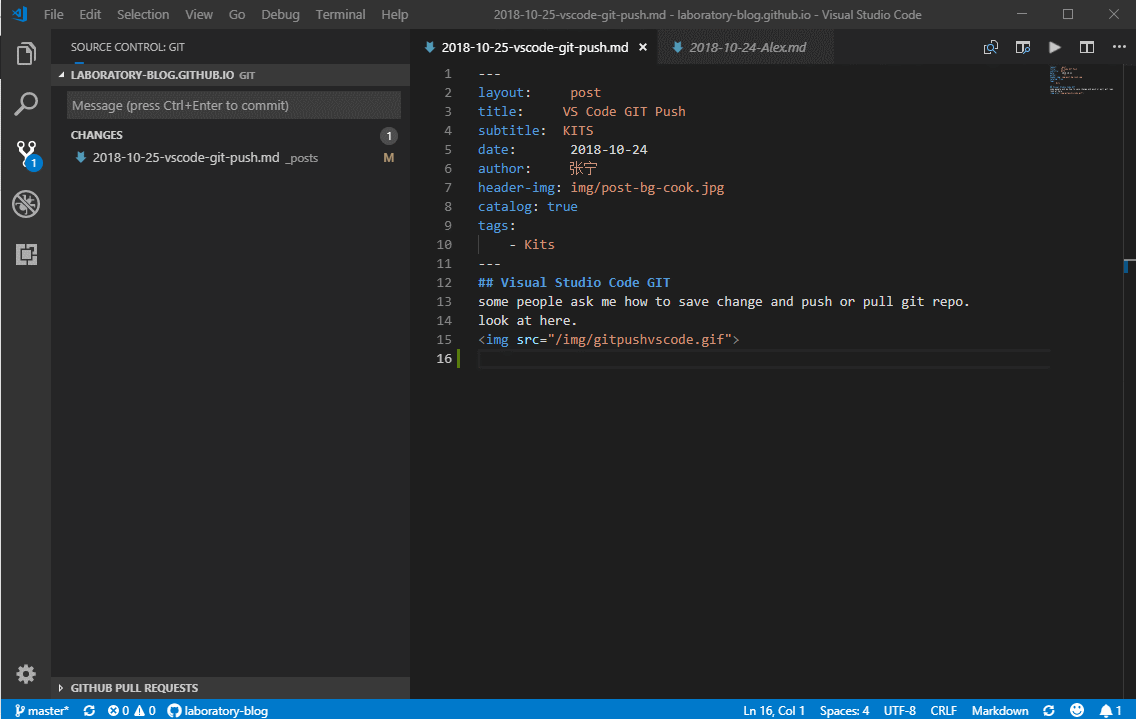 File Edit Selection View Go Debug Terminal Help 2018-10-25-vscode-git-push.md - laboratory-blog.github.io - Visual Studio Code
SOURCE CONTROL: GIT
LABORATORY-BLOG.GITHUB.IO GIT
Message (press Ctrl+Enter to commit)
CHANGES 1
2018-10-25-vscode-git-push.md _posts M
1
2018-10-25-vscode-git-push.md × 2018-10-24-Alex.md
1 ---
2 layout: post
3 title: VS Code GIT Push
4 subtitle: KITS
5 date: 2018-10-24
6 author: 张宁
7 header-img: img/post-bg-cook.jpg
8 catalog: true
9 tags:
10 - Kits
11 ---
12 ## Visual Studio Code GIT
13 some people ask me how to save change and push or pull git repo.
14 look at here.
15 <img src="/img/gitpushvscode.gif">
16
GITHUB PULL REQUESTS
master* 0 0 laboratory-blog Ln 16, Col 1 Spaces: 4 UTF-8 CRLF Markdown 1